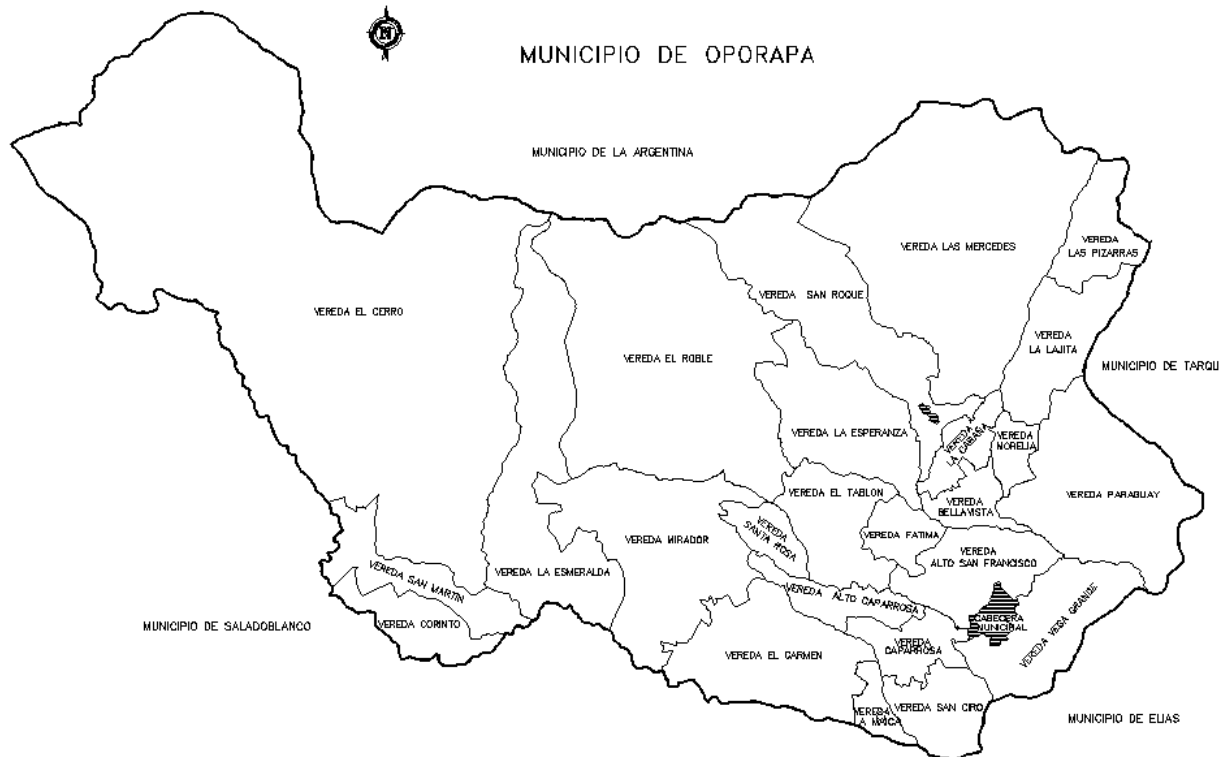 N
MUNICIPIO DE OPORAPA
MUNICIPIO DE LA ARGENTINA
VEREDA LAS MERCEDES
VEREDA
LAS PIZARRAS
VEREDA SAN ROQUE
VEREDA EL CERRO
VEREDA EL ROBLE
VEREDA
LA LAJITA
MUNICIPIO DE TARQU
VEREDA LA ESPERANZA
VEREDA
LA CABAÑA
VEREDA
MORELIA
VEREDA EL TABLON
VEREDA PARAGUAY
VEREDA
BELLAVISTA
VEREDA
SANTA ROSA
VEREDA MIRADOR
VEREDA FATIMA
VEREDA
ALTO SAN FRANCISCO
VEREDA SAN MARTIN
VEREDA LA ESMERALDA
VEREDA ALTO CAPARROSA
MUNICIPIO DE SALADOBLANCO
VEREDA CORINTO
CABECERA
MUNICIBAL
VEREDA VEGA GRANDE
VEREDA
CAPARROSA
VEREDA EL CARMEN
VEREDA SAN CIRO
VEREDA
MUNICIPIO DE ELIAS